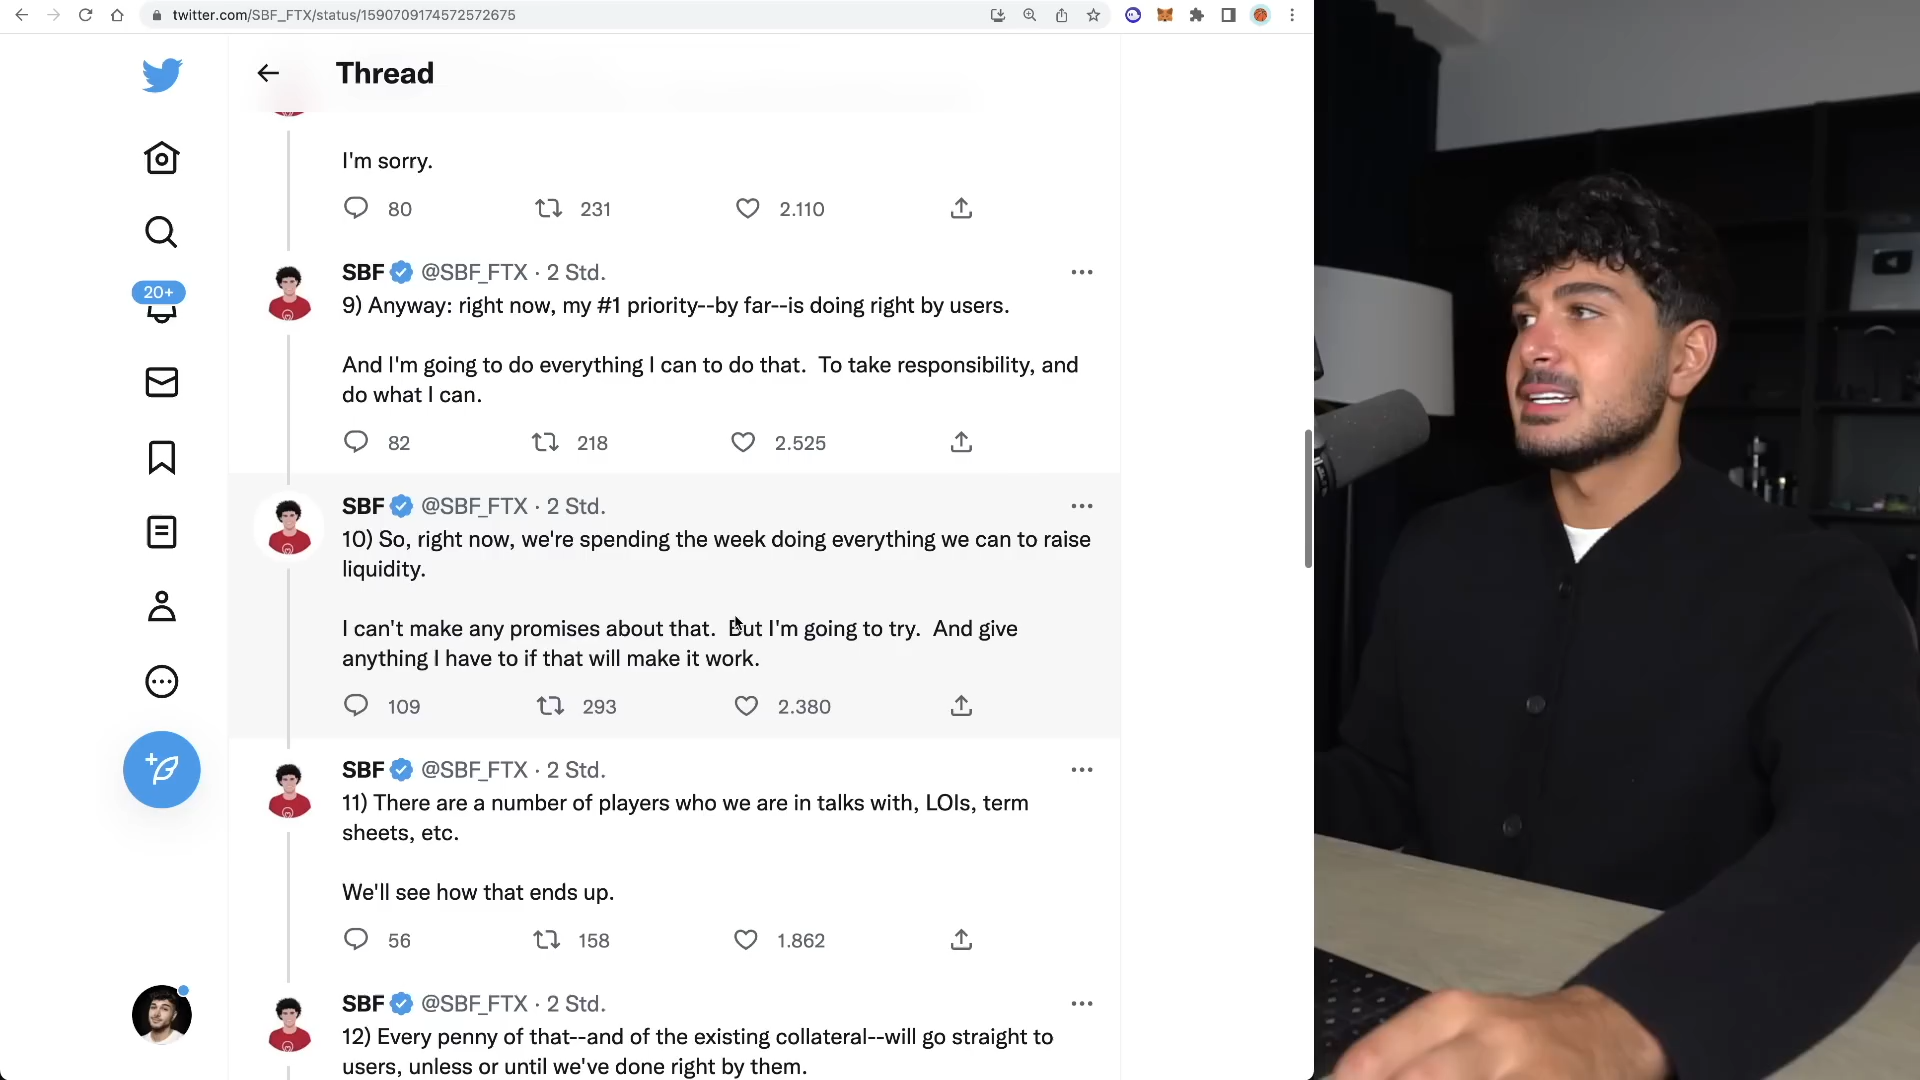 twitter.com/SBF_FTX/status/1590709174572572675
Thread
20+
I'm sorry.
80 231 2.110
SBF @SBF_FTX · 2 Std.
9) Anyway: right now, my #1 priority--by far--is doing right by users.
And I'm going to do everything I can to do that. To take responsibility, and
do what I can.
82 218 2.525
SBF @SBF_FTX · 2 Std.
10) So, right now, we're spending the week doing everything we can to raise
liquidity.
I can't make any promises about that. But I'm going to try. And give
anything I have to if that will make it work.
109 293 2.380
SBF @SBF_FTX · 2 Std.
11) There are a number of players who we are in talks with, LOIs, term
sheets, etc.
We'll see how that ends up.
56 158 1.862
SBF @SBF_FTX · 2 Std.
12) Every penny of that--and of the existing collateral--will go straight to
users, unless or until we've done right by them.